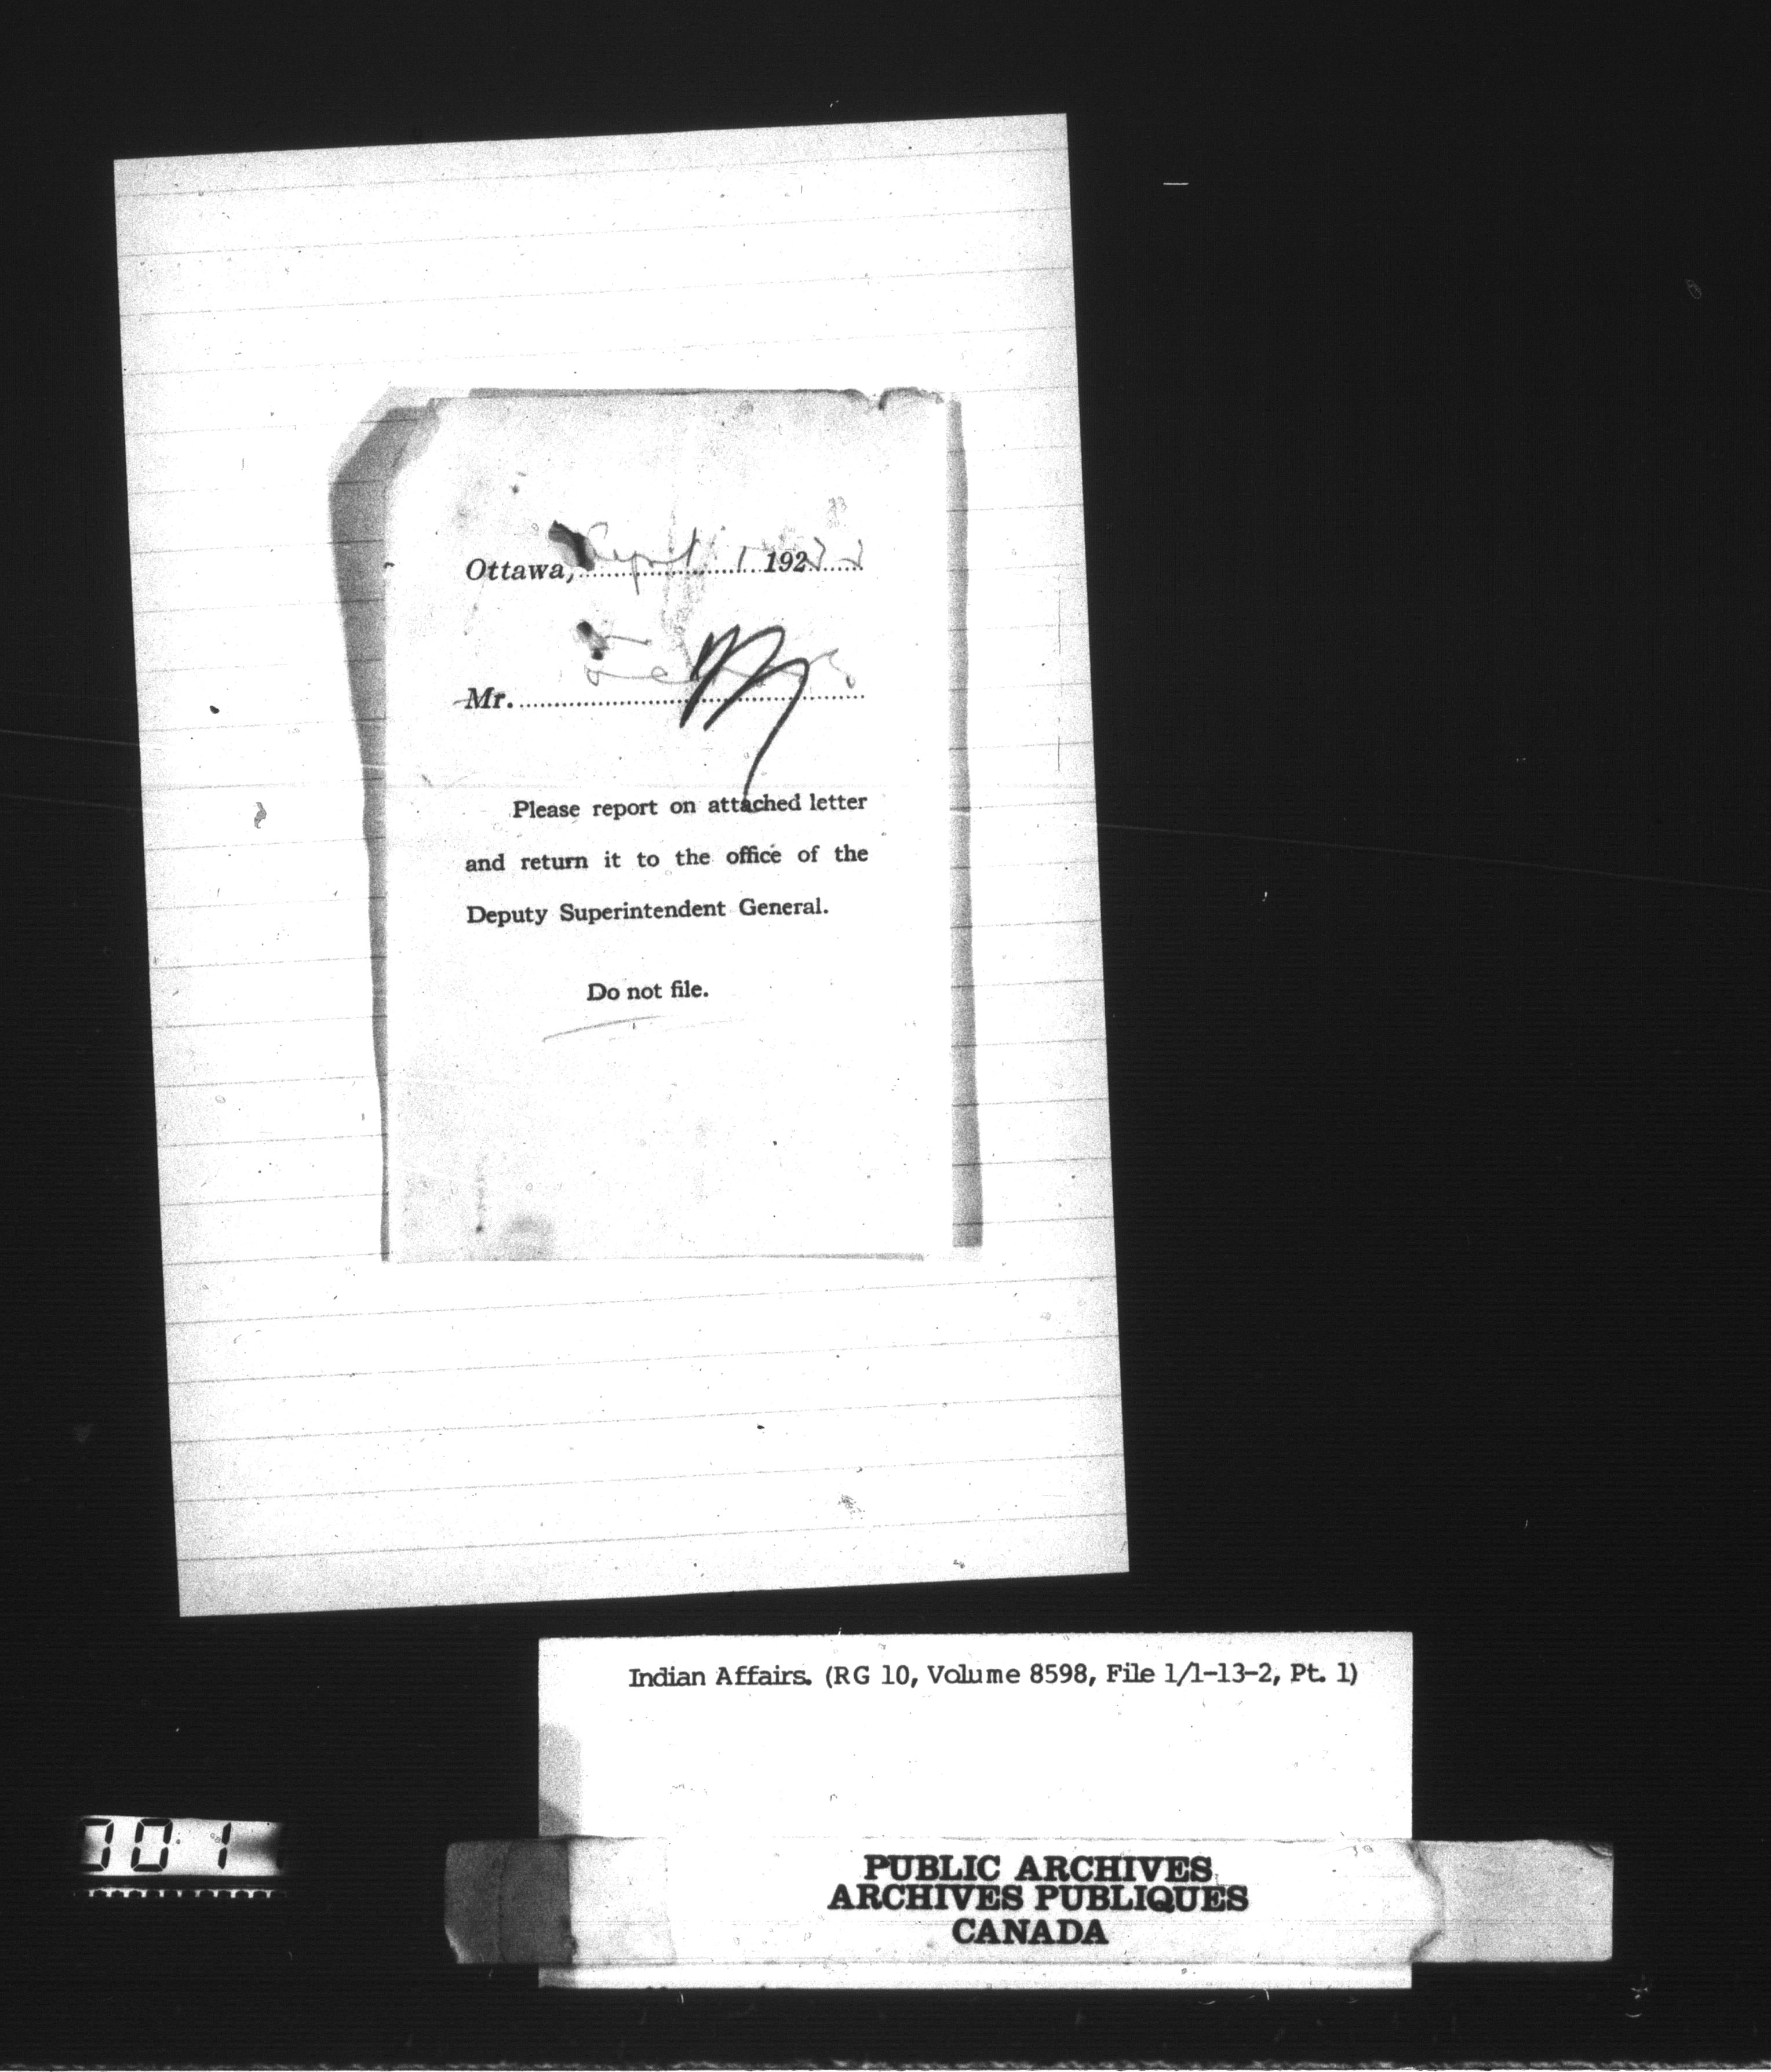 Ottawa, Sept 1 192
Mr.
Please report on attached letter
and return it to the office of the
Deputy Superintendent General.
Do not file.
Indian Affairs. (RG 10, Volume 8598, File 1/1-13-2, Pt. 1)
001
PUBLIC ARCHIVES
ARCHIVES PUBLIQUES
CANADA